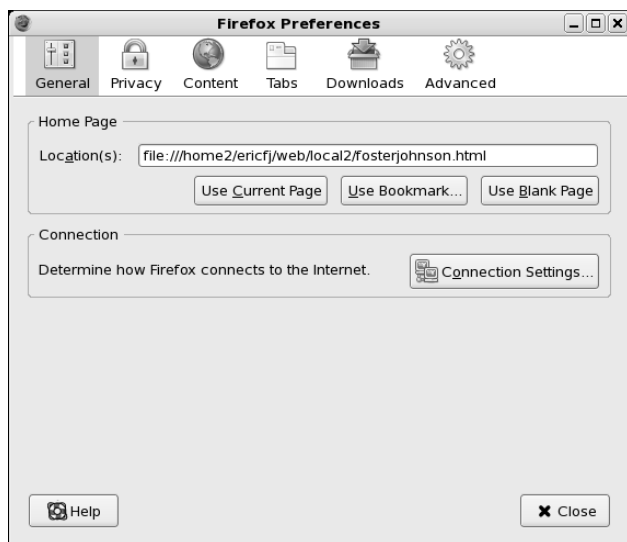 Firefox Preferences
General Privacy Content Tabs Downloads Advanced
Home Page
Location(s): file:///home2/ericfj/web/local2/fosterjohnson.html
Use Current Page Use Bookmark... Use Blank Page
Connection
Determine how Firefox connects to the Internet. Connection Settings...
Help Close